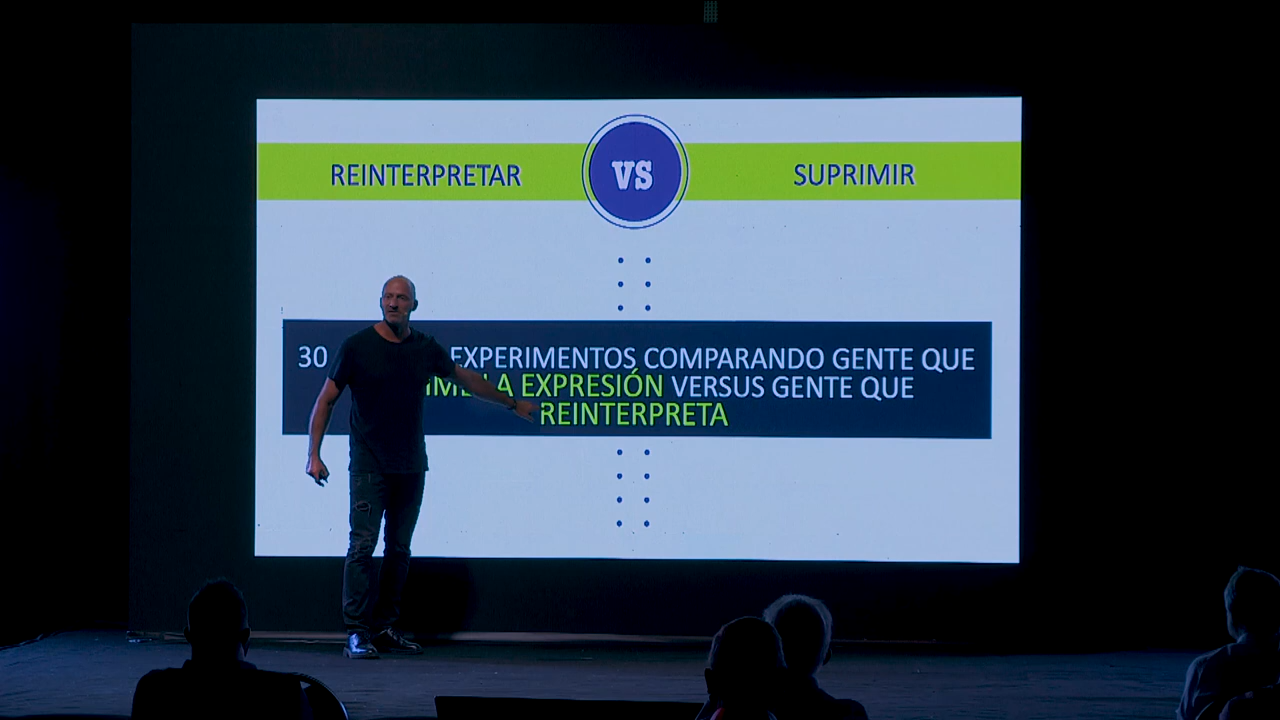 REINTERPRETAR VS SUPRIMIR
30 EXPERIMENTOS COMPARANDO GENTE QUE
LA EXPRESIÓN VERSUS GENTE QUE
REINTERPRETA